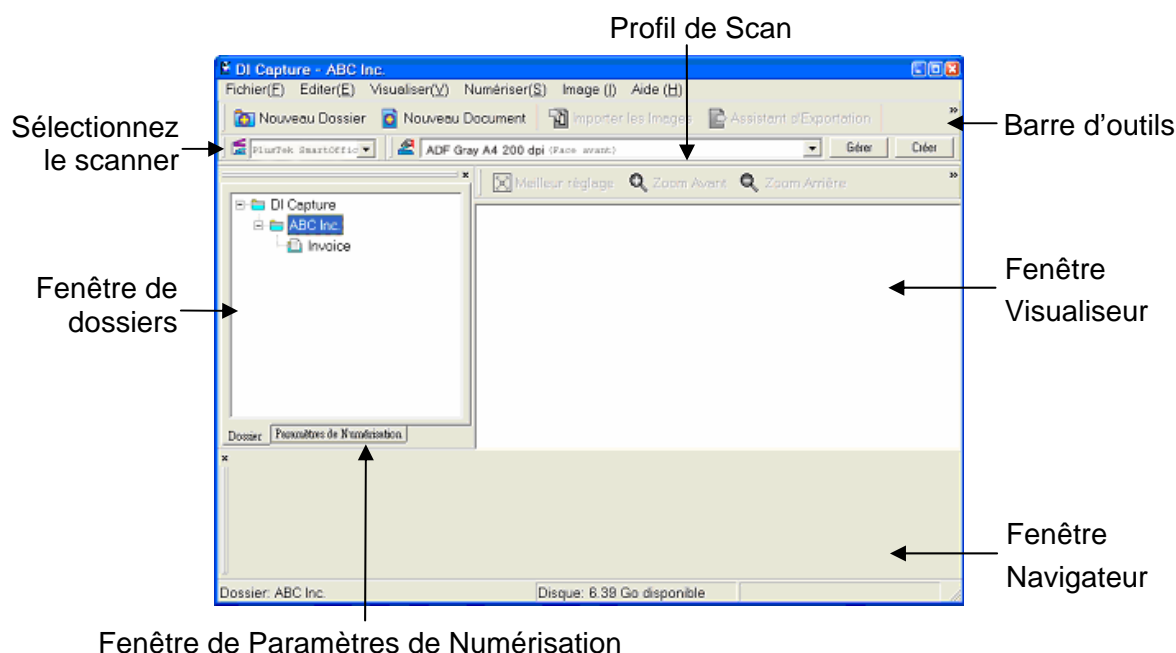 Profil de Scan
DI Capture - ABC Inc.
Fichier(F) Editer(E) Visualiser(V) Numériser(S) Image (I) Aide (H)
Nouveau Dossier Nouveau Document Importer les Images Assistant d'Exportation
Barre d'outils
Sélectionnez
le scanner
PlusTek SmartOffic ADF Gray A4 200 dpi (Face avant) Gérer Créer
Meilleur réglage Zoom Avant Zoom Arrière
DI Capture
ABC Inc.
Invoice
Fenêtre de
dossiers
Fenêtre
Visualiseur
Dossier Paramètres de Numérisation
Fenêtre
Navigateur
Dossier: ABC Inc. Disque: 6.39 Go disponible
Fenêtre de Paramètres de Numérisation